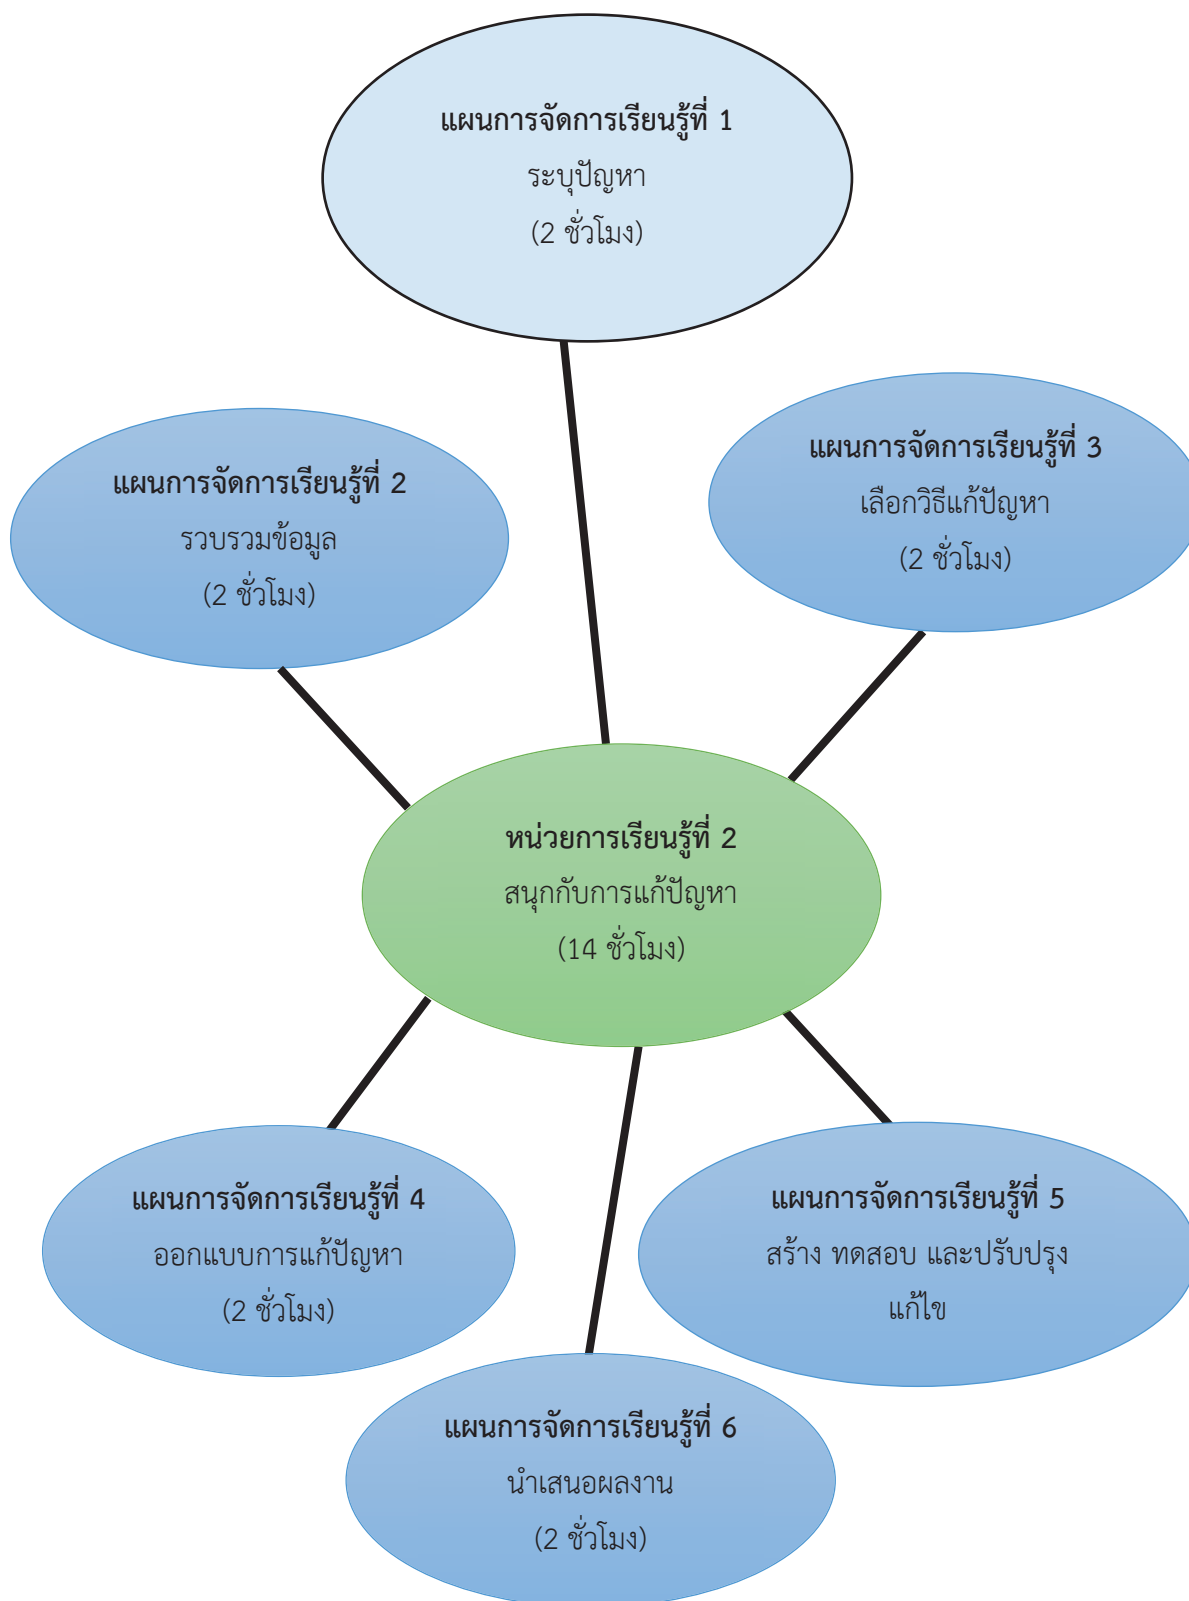 แผนการจัดการเรียนรู้ที่ 1
ระบุปัญหา
(2 ชั่วโมง)
แผนการจัดการเรียนรู้ที่ 2
รวบรวมข้อมูล
(2 ชั่วโมง)
แผนการจัดการเรียนรู้ที่ 3
เลือกวิธีแก้ปัญหา
(2 ชั่วโมง)
หน่วยการเรียนรู้ที่ 2
สนุกกับการแก้ปัญหา
(14 ชั่วโมง)
แผนการจัดการเรียนรู้ที่ 4
ออกแบบการแก้ปัญหา
(2 ชั่วโมง)
แผนการจัดการเรียนรู้ที่ 5
สร้าง ทดสอบ และปรับปรุง
แก้ไข
แผนการจัดการเรียนรู้ที่ 6
นำเสนอผลงาน
(2 ชั่วโมง)